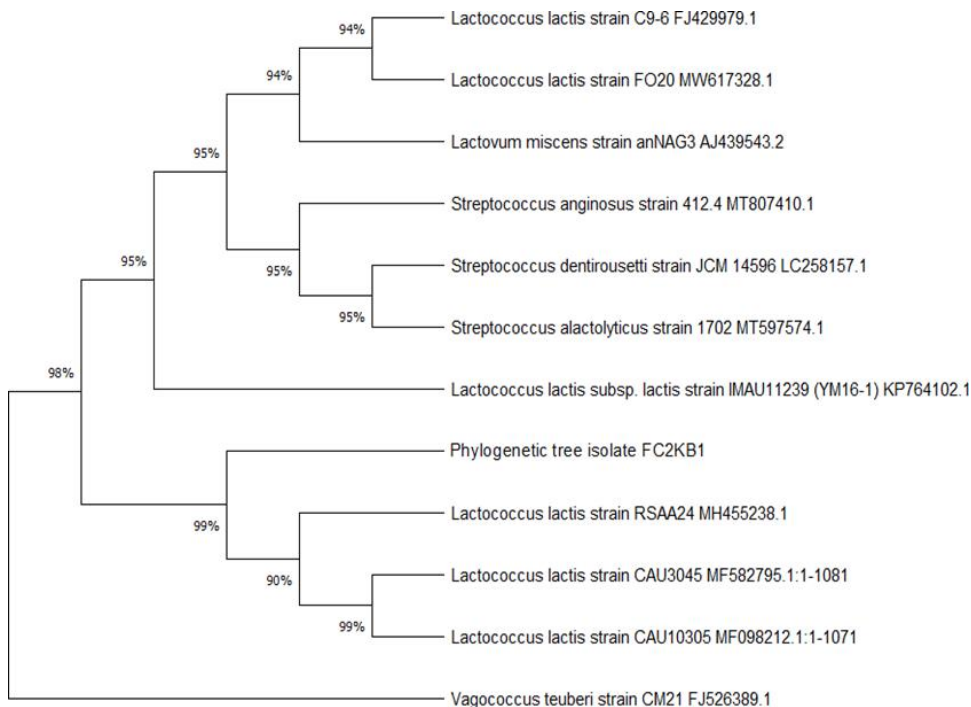 94%
Lactococcus lactis strain C9-6 FJ429979.1
94%
Lactococcus lactis strain FO20 MW617328.1
95%
Lactovum miscens strain anNAG3 AJ439543.2
Streptococcus anginosus strain 412.4 MT807410.1
95%
95%
Streptococcus dentirousetti strain JCM 14596 LC258157.1
95%
Streptococcus alactolyticus strain 1702 MT597574.1
98%
Lactococcus lactis subsp. lactis strain IMAU11239 (YM16-1) KP764102.1
Phylogenetic tree isolate FC2KB1
99%
Lactococcus lactis strain RSAA24 MH455238.1
90%
Lactococcus lactis strain CAU3045 MF582795.1:1-1081
99%
Lactococcus lactis strain CAU10305 MF098212.1:1-1071
Vagococcus teuberi strain CM21 FJ526389.1